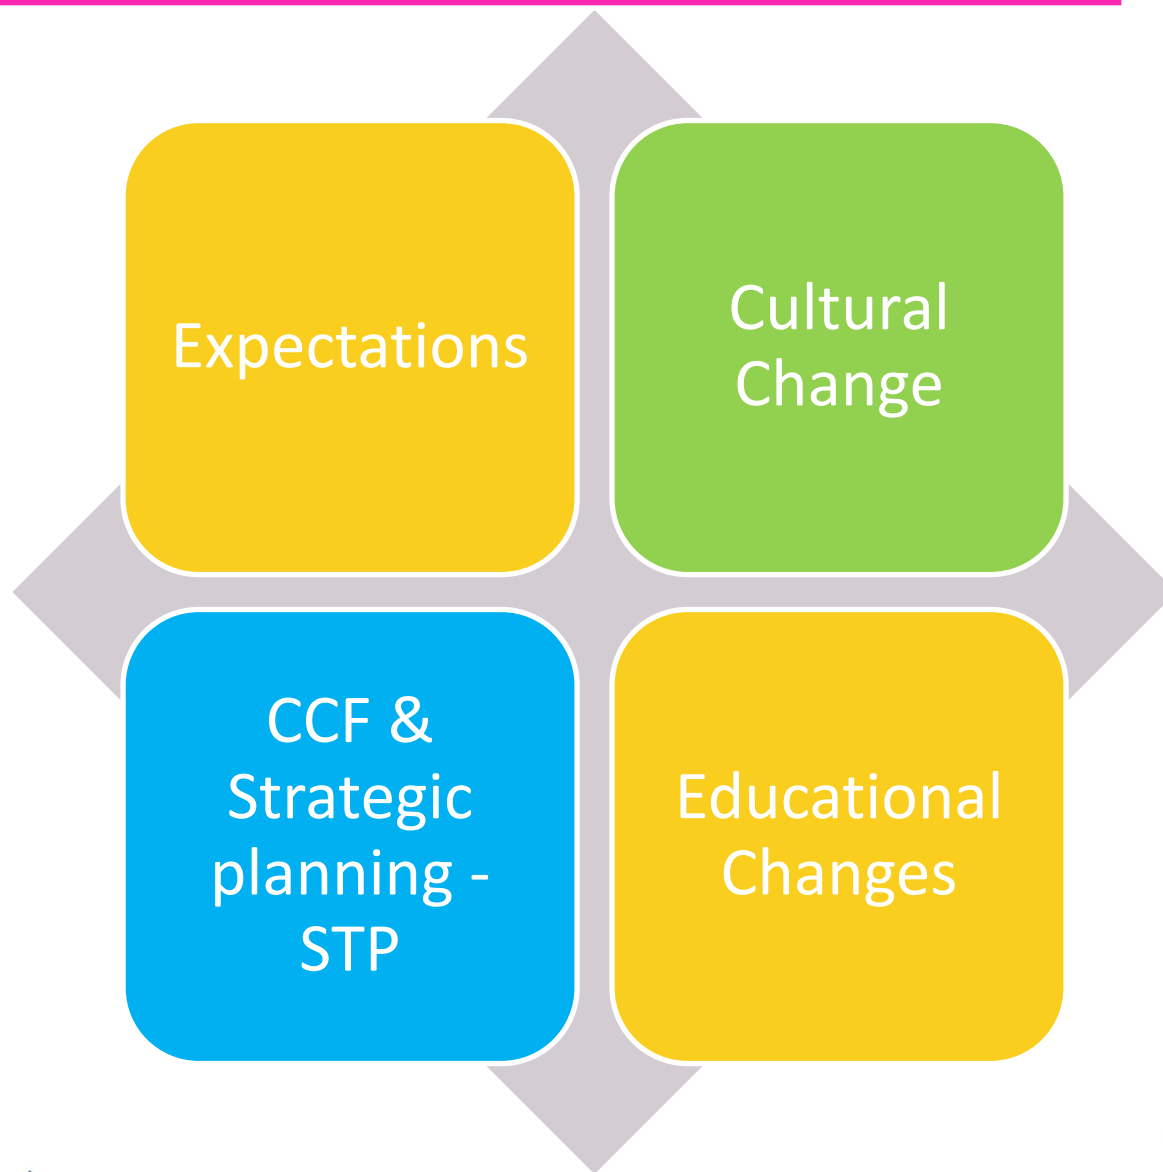 Expectations
Cultural
Change
CCF &
Strategic
planning -
STP
Educational
Changes